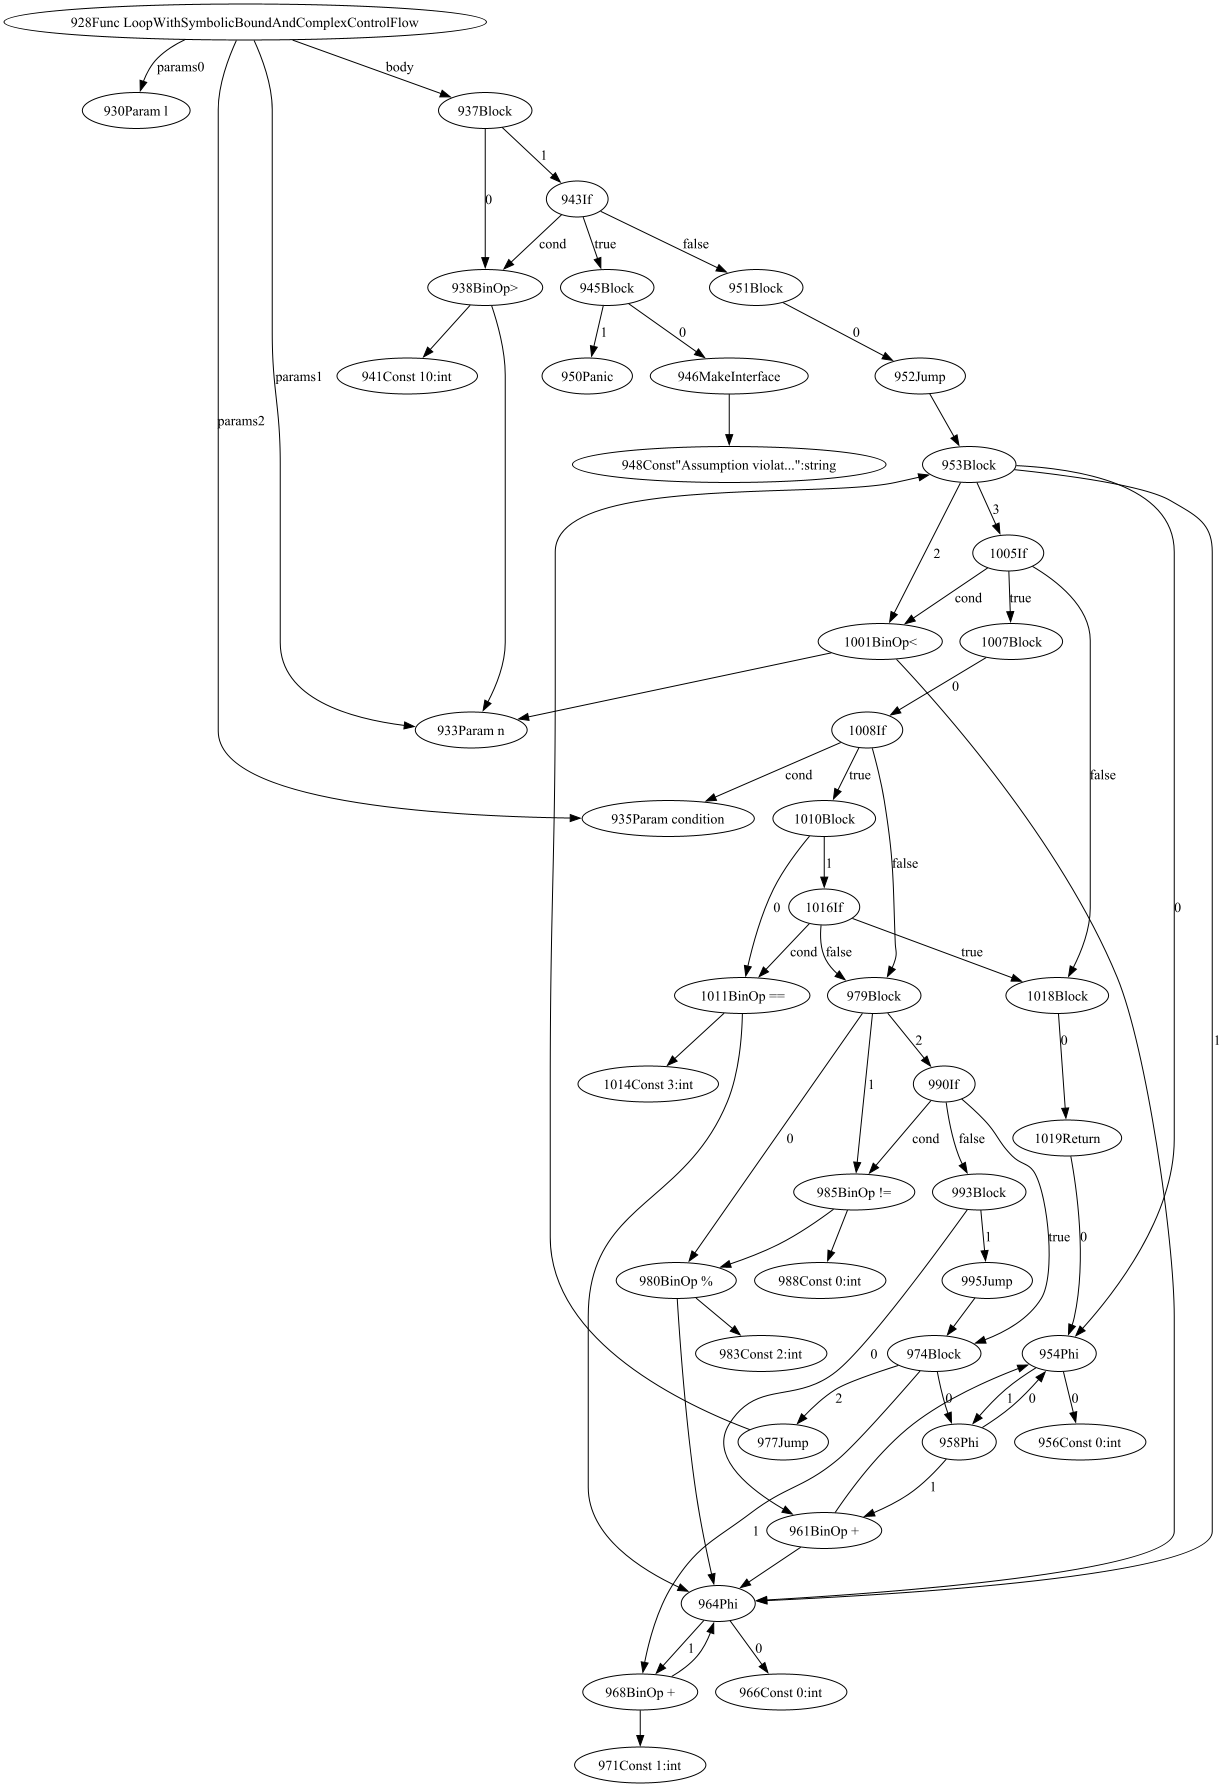 928Func LoopWithSymbolicBoundAndComplexControlFlow
params0
body
930Param l
937Block
1
943If
0
cond
true
false
938BinOp>
945Block
951Block
1
0
0
941Const 10:int
950Panic
946MakeInterface
952Jump
params1
params2
948Const"Assumption violat...":string
953Block
3
1005If
2
cond
true
1001BinOp<
1007Block
0
933Param n
1008If
cond
true
false
935Param condition
1010Block
1
false
1016If
0
0
cond
false
true
1011BinOp ==
979Block
1018Block
2
0
1
1014Const 3:int
1
990If
0
cond
false
1019Return
985BinOp !=
993Block
1
true
0
980BinOp %
988Const 0:int
995Jump
983Const 2:int
0
974Block
954Phi
2
0
1
0
0
977Jump
958Phi
956Const 0:int
1
1
961BinOp +
964Phi
1
0
968BinOp +
966Const 0:int
971Const 1:int